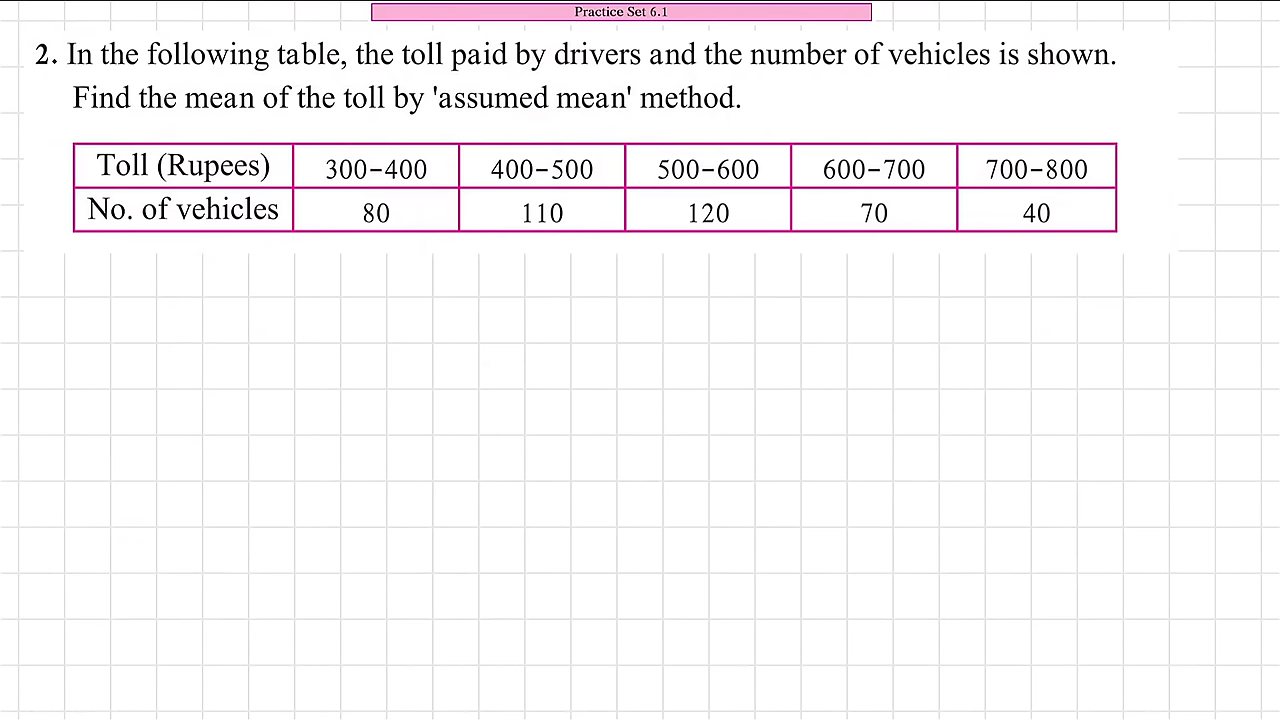 Practice Set 6.1
2. In the following table, the toll paid by drivers and the number of vehicles is shown.
Find the mean of the toll by 'assumed mean' method.
Toll (Rupees) 300-400 400-500 500-600 600-700 700-800
No. of vehicles 80 110 120 70 40